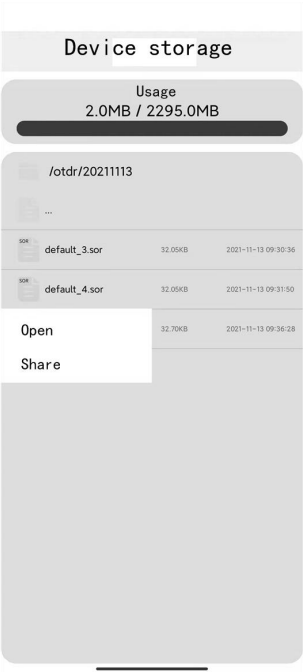 Device storage
Usage
2.0MB / 2295.0MB
/otdr/20211113
...
SOR default_3.sor 32.05KB 2021-11-13 09:30:36
SOR default_4.sor 32.05KB 2021-11-13 09:31:50
Open 32.70KB 2021-11-13 09:36:28
Share